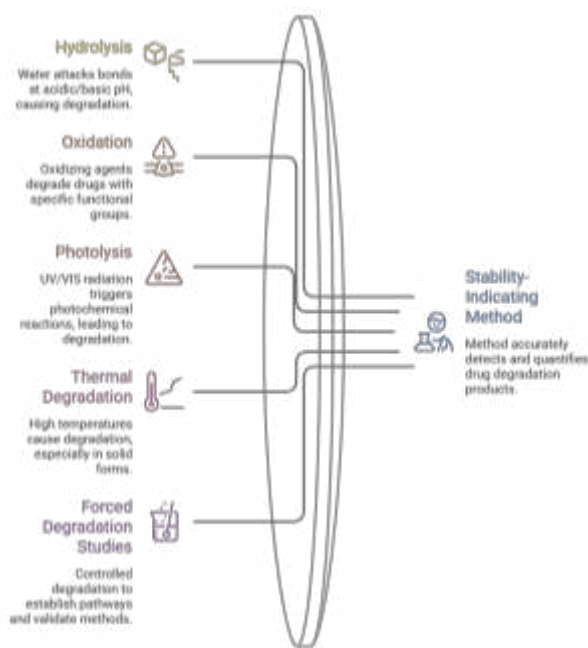 Hydrolysis
Water attacks bonds
at acidic/basic pH,
causing degradation.
Oxidation
Oxidizing agents
degrade drugs with
specific functional
groups.
Photolysis
UV/VIS radiation
triggers
photochemical
reactions, leading to
degradation.
Thermal
Degradation
High temperatures
cause degradation,
especially in solid
forms.
Forced
Degradation
Studies
Controlled
degradation to
establish pathways
and validate methods.
Stability-
Indicating
Method
Method accurately
detects and quantifies
drug degradation
products.